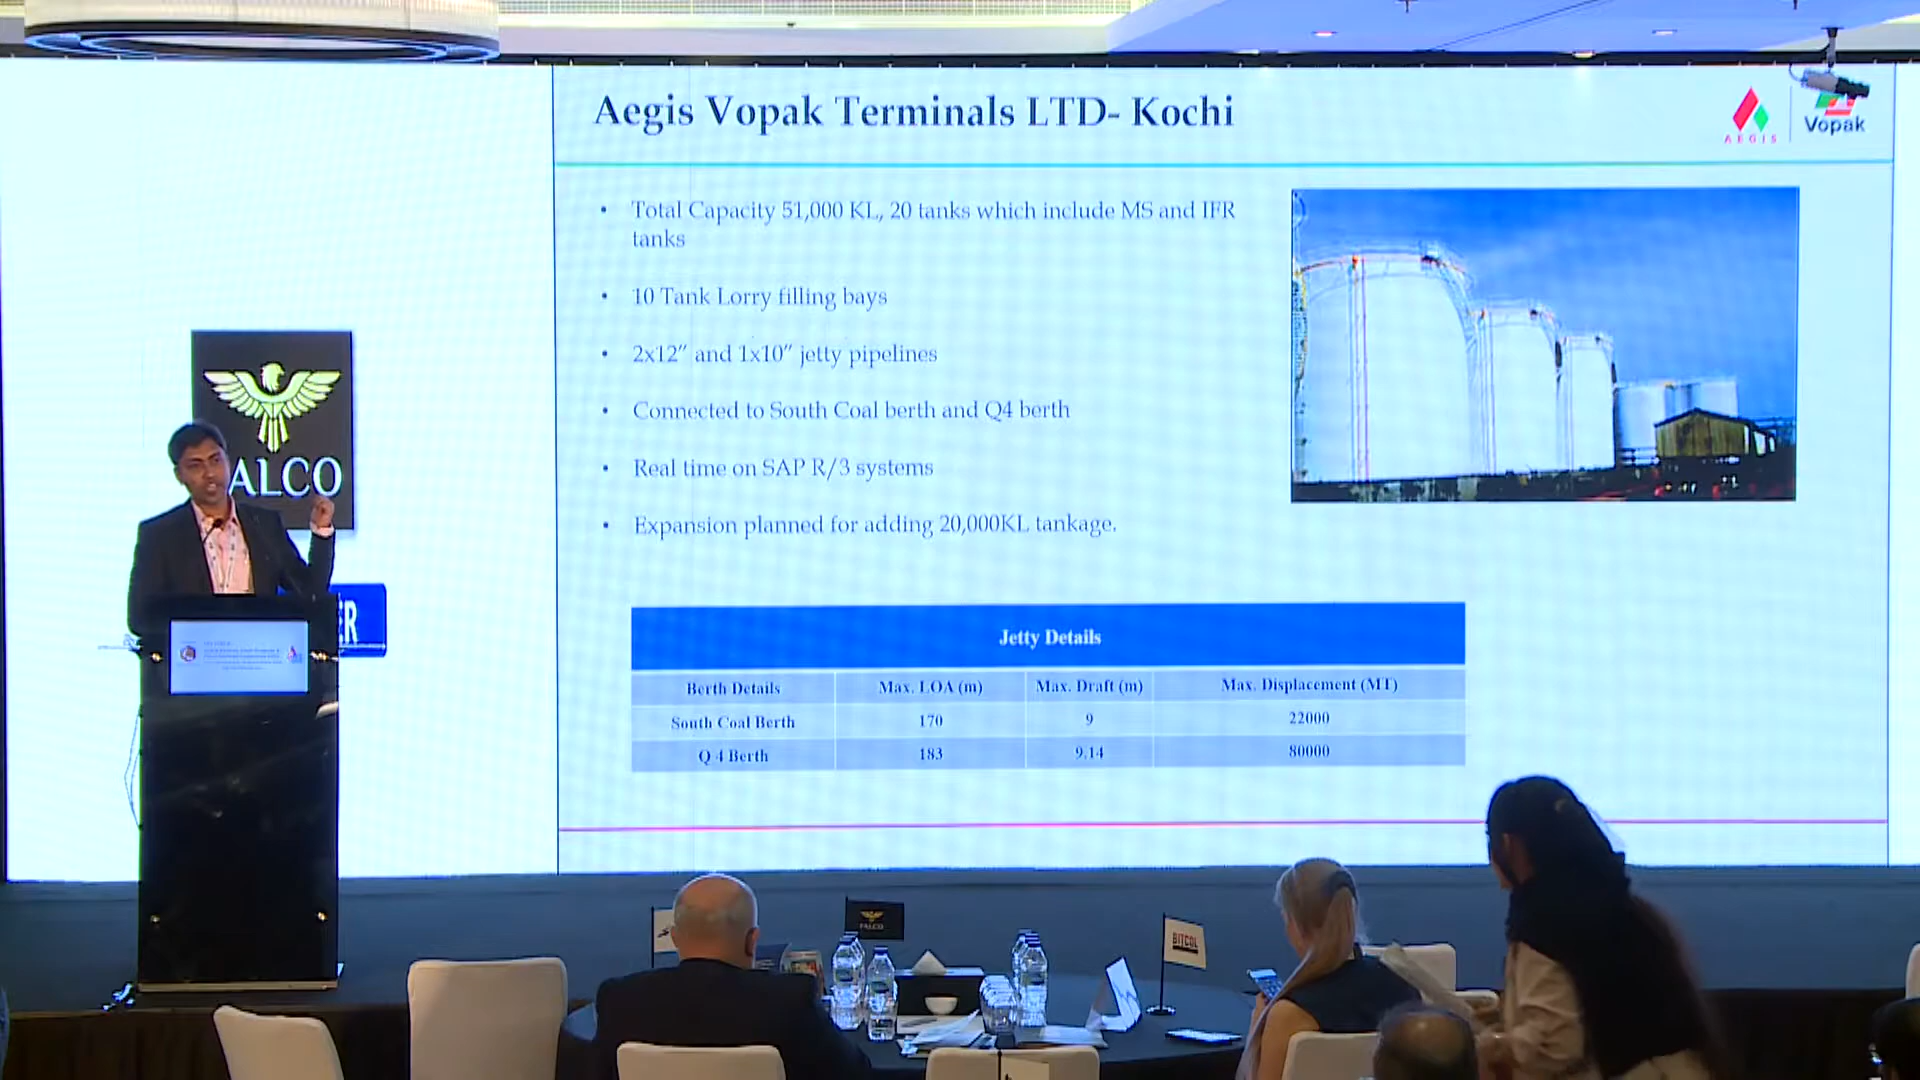 Aegis Vopak Terminals LTD- Kochi
AEGIS
Vopak
• Total Capacity 51,000 KL, 20 tanks which include MS and IFR
tanks
• 10 Tank Lorry filling bays
• 2x12” and 1x10” jetty pipelines
• Connected to South Coal berth and Q4 berth
• Real time on SAP R/3 systems
• Expansion planned for adding 20,000KL tankage.
Jetty Details
Berth Details Max. LOA (m) Max. Draft (m) Max. Displacement (MT)
South Coal Berth 170 9 22000
Q 4 Berth 183 9.14 80000
ALCO
ER
FALCO
BITCOL